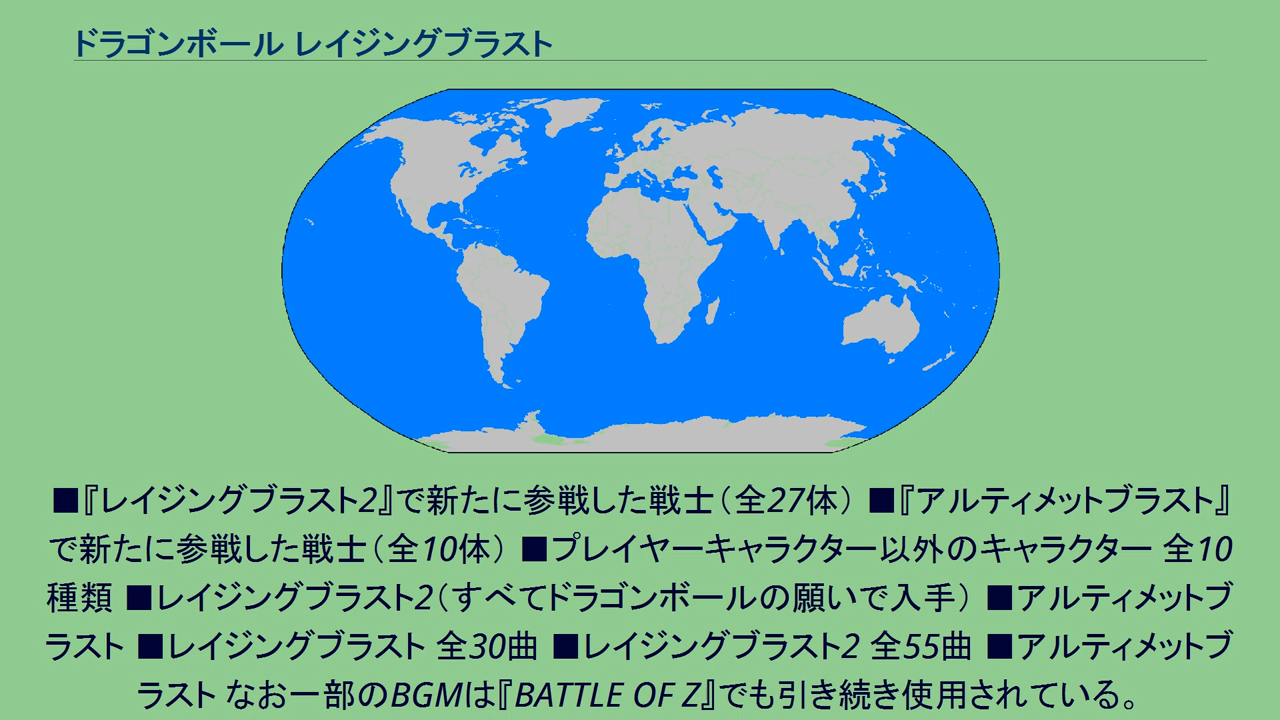 ドラゴンボール レイジングブラスト
■『レイジングブラスト2』で新たに参戦した戦士（全27体） ■『アルティメットブラスト』
で新たに参戦した戦士（全10体） ■プレイヤーキャラクター以外のキャラクター 全10
種類 ■レイジングブラスト2（すべてドラゴンボールの願いで入手） ■アルティメットブ
ラスト ■レイジングブラスト 全30曲 ■レイジングブラスト2 全55曲 ■アルティメットブ
ラスト なお一部のBGMは『BATTLE OF Z』でも引き続き使用されている。